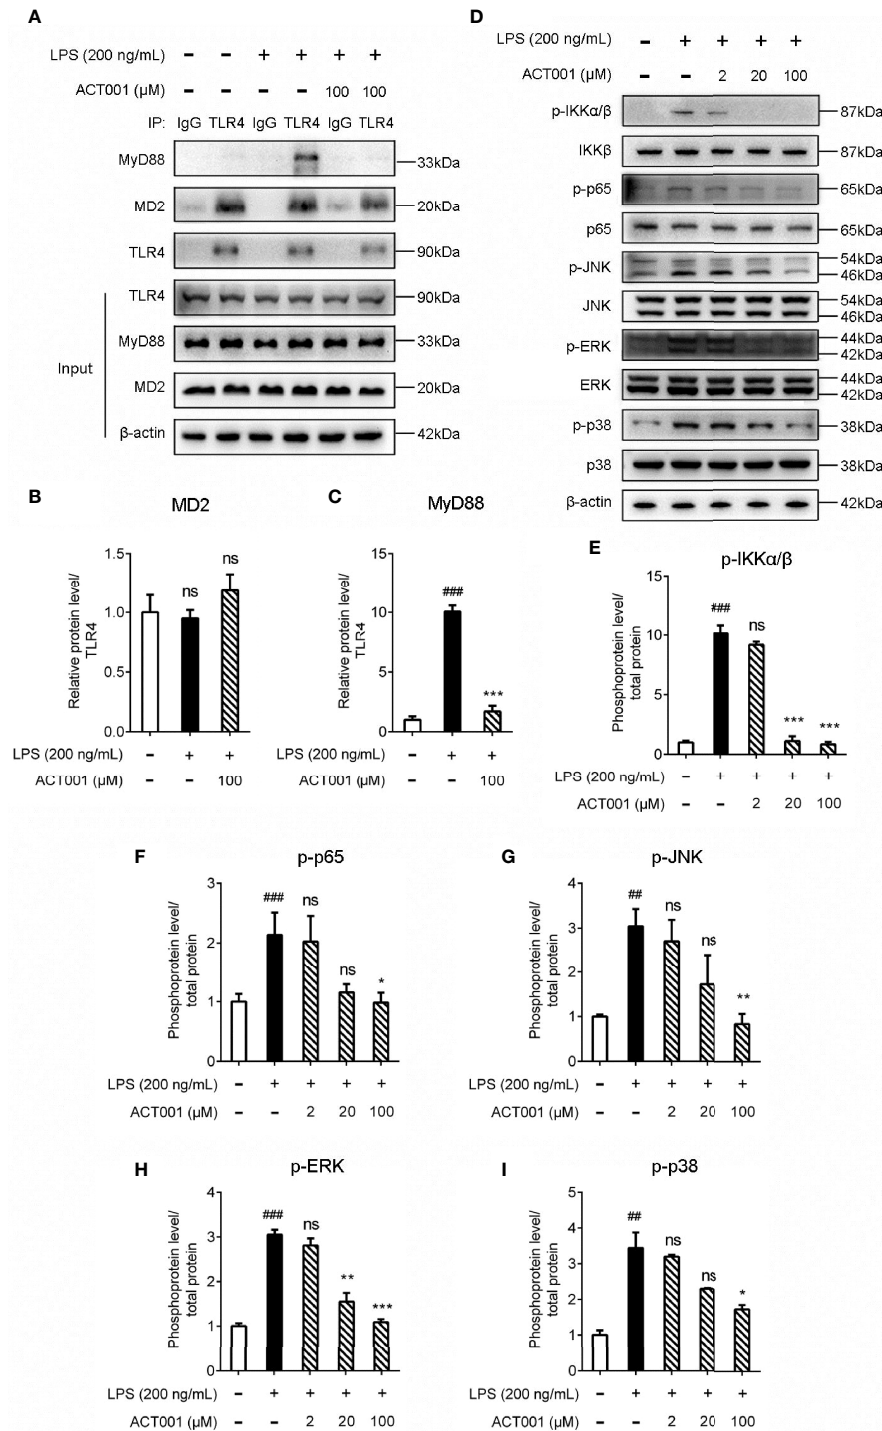 A
LPS (200 ng/mL) – – + + + +
ACT001 (µM) – – – – 100 100
IP: IgG TLR4 IgG TLR4 IgG TLR4
MyD88 33kDa
MD2 20kDa
TLR4 90kDa
Input
TLR4 90kDa
MyD88 33kDa
MD2 20kDa
β-actin 42kDa
D
LPS (200 ng/mL) – + + + +
ACT001 (µM) – – 2 20 100
p-IKKα/β 87kDa
IKKβ 87kDa
p-p65 65kDa
p65 65kDa
p-JNK 54kDa 46kDa
JNK 54kDa 46kDa
p-ERK 44kDa 42kDa
ERK 44kDa 42kDa
p-p38 38kDa
p38 38kDa
β-actin 42kDa
B
MD2
Relative protein level/
TLR4
1.5
1.0
0.5
0.0
ns ns
LPS (200 ng/mL) – + +
ACT001 (µM) – – 100
C
MyD88
Relative protein level/
TLR4
15
10
5
0
### ***
LPS (200 ng/mL) – + +
ACT001 (µM) – – 100
E
p-IKKα/β
Phosphoprotein level/
total protein
15
10
5
0
### ns *** ***
LPS (200 ng/mL) – + + + +
ACT001 (µM) – – 2 20 100
F
p-p65
Phosphoprotein level/
total protein
3
2
1
0
### ns ns *
LPS (200 ng/mL) – + + + +
ACT001 (µM) – – 2 20 100
G
p-JNK
Phosphoprotein level/
total protein
4
3
2
1
0
## ns ns **
LPS (200 ng/mL) – + + + +
ACT001 (µM) – – 2 20 100
H
p-ERK
Phosphoprotein level/
total protein
4
3
2
1
0
### ns ** ***
LPS (200 ng/mL) – + + + +
ACT001 (µM) – – 2 20 100
I
p-p38
Phosphoprotein level/
total protein
5
4
3
2
1
0
## ns ns *
LPS (200 ng/mL) – + + + +
ACT001 (µM) – – 2 20 100